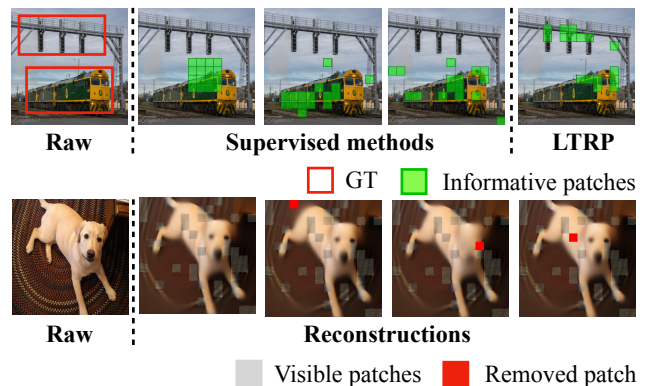 Raw
Supervised methods
LTRP
GT
Informative patches
Raw
Reconstructions
Visible patches
Removed patch